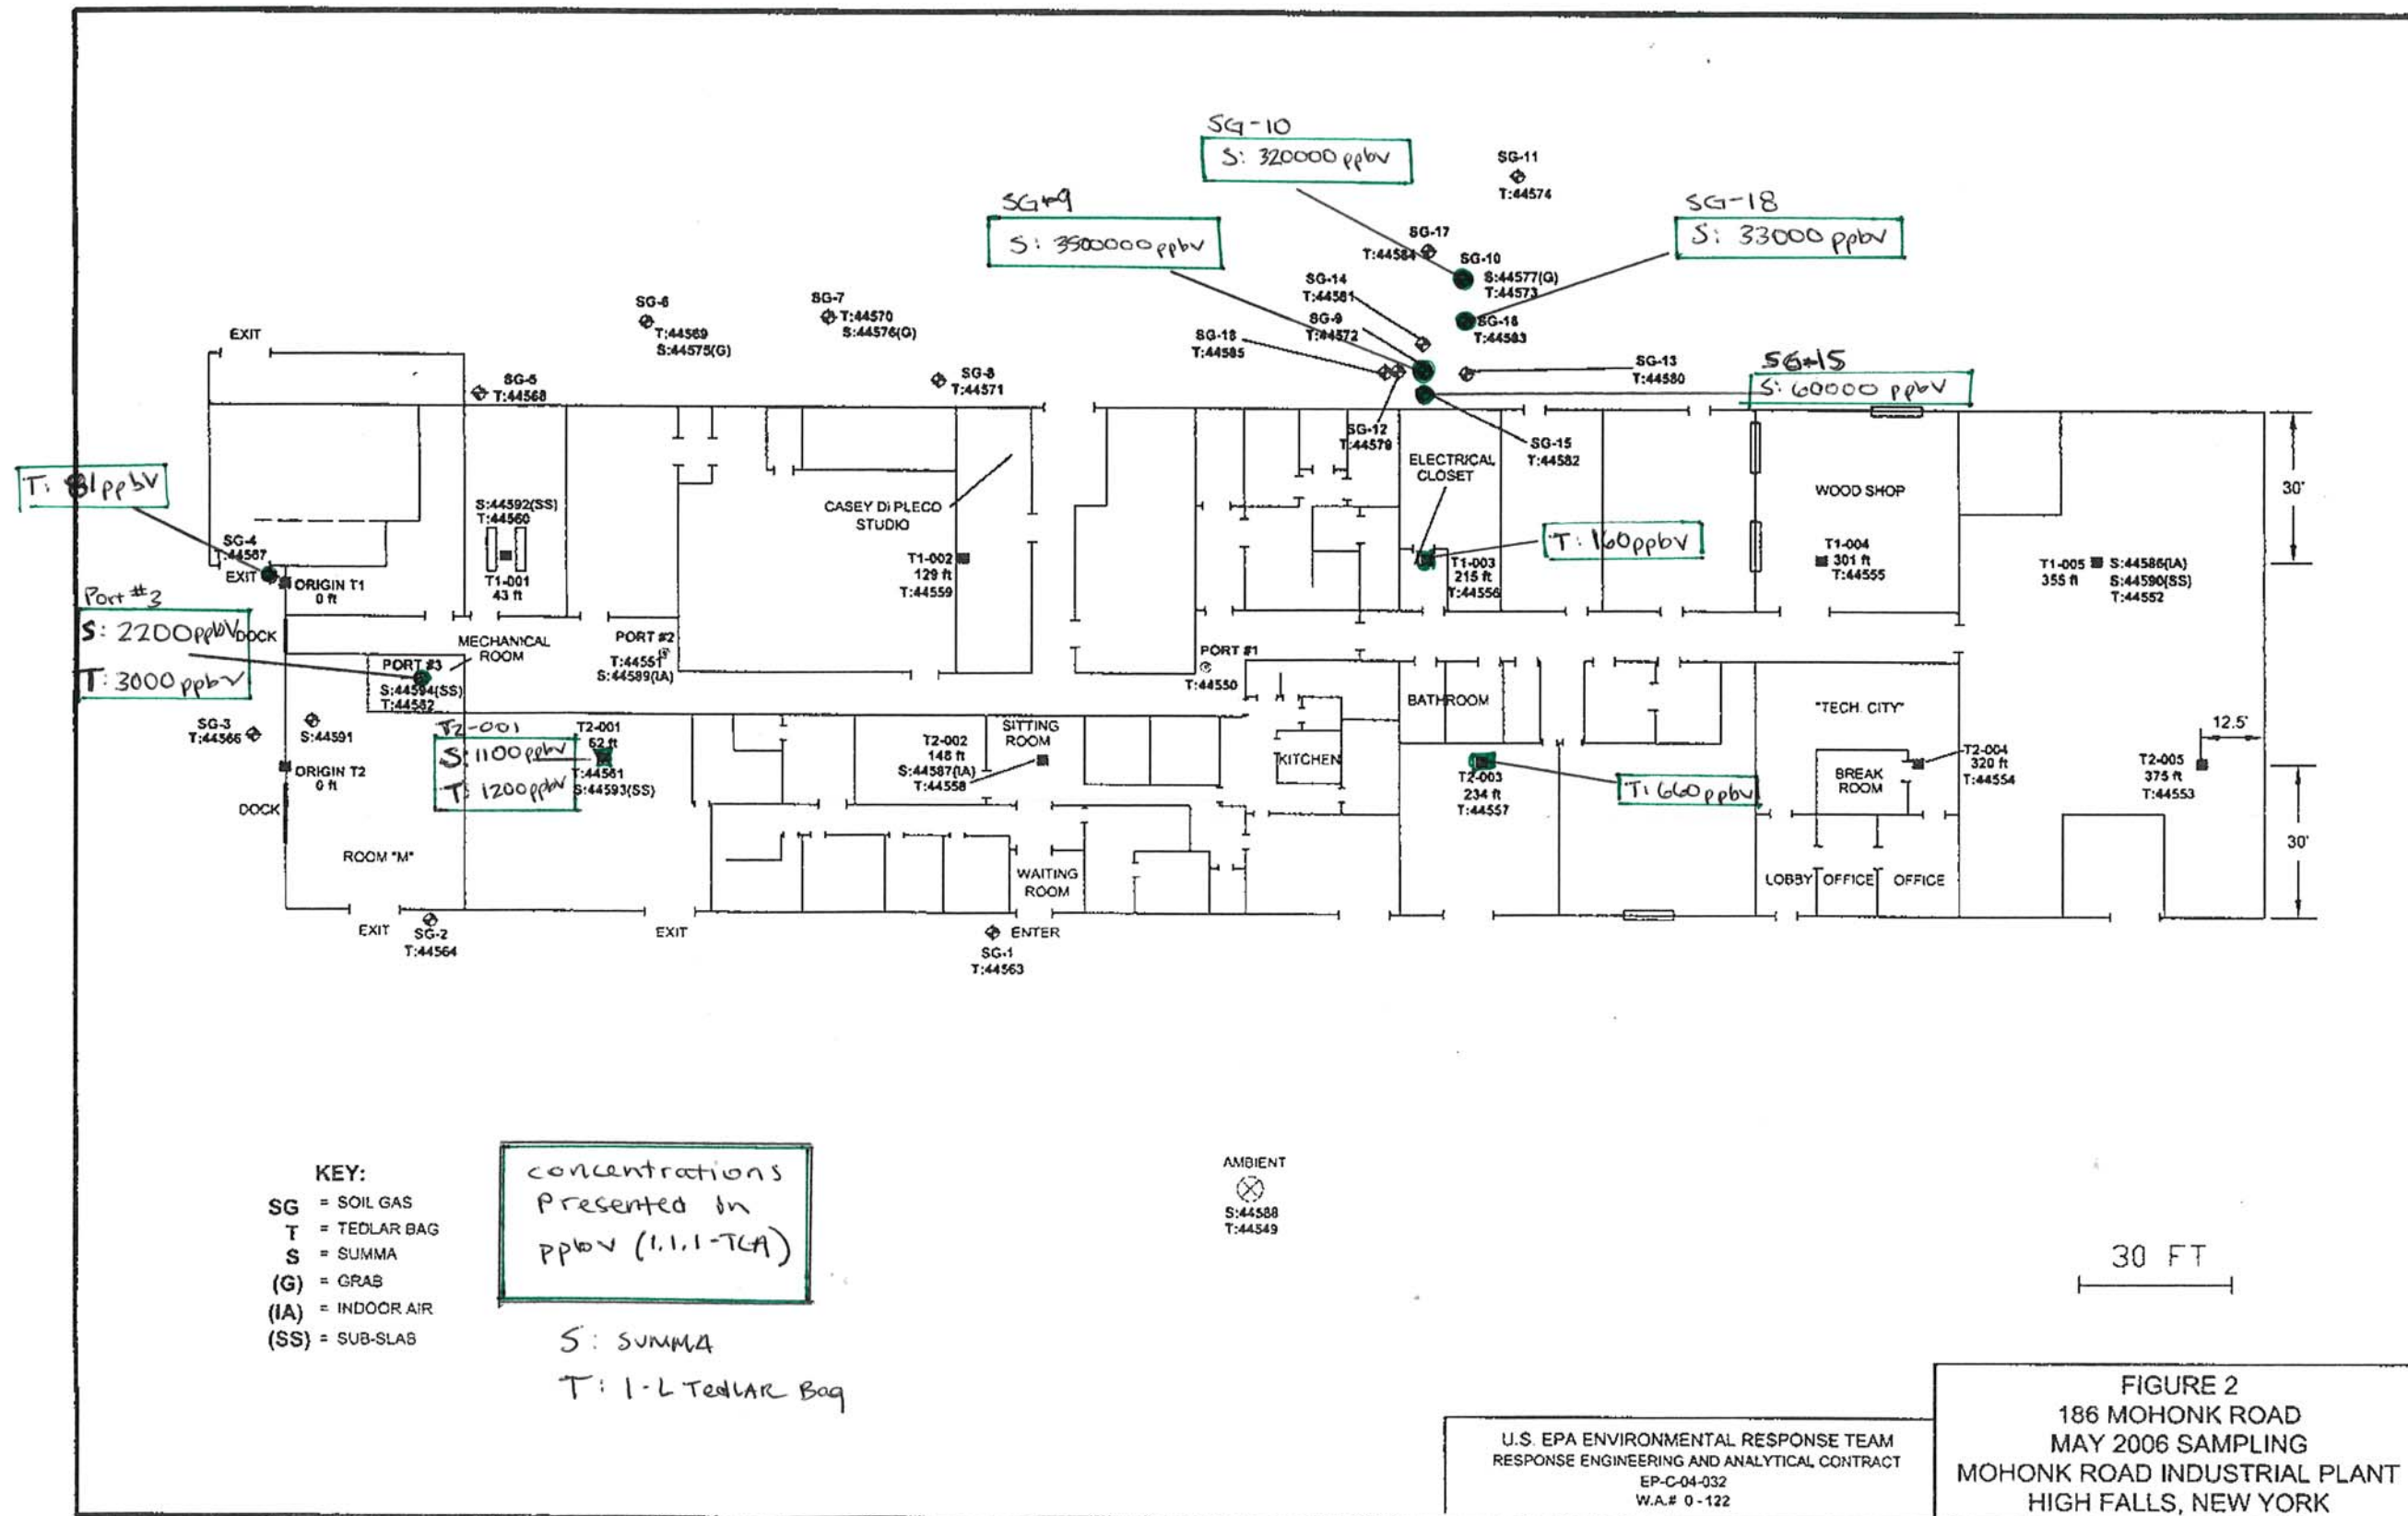 SG-10
S: 320000 ppbv
SG-11
T:44574
SG-9
S: 3500000 ppbv
SG-18
S: 33000 ppbv
SG-17
T:44584
SG-10
S:44577(G)
T:44573
SG-14
T:44581
SG-6
T:44569
S:44575(G)
SG-7
T:44570
S:44576(G)
SG-9
T:44572
SG-16
T:44583
EXIT
SG-18
T:44585
SG-13
T:44580
SG-15
S: 60000 ppbv
SG-5
T:44568
SG-8
T:44571
SG-12
T:44579
SG-15
T:44582
ELECTRICAL
CLOSET
T: 81 ppbv
S:44592(SS)
T:44560
T1-001
43 ft
CASEY DI PLECO
STUDIO
WOOD SHOP
30'
SG-4
T:44567
EXIT
ORIGIN T1
0 ft
T1-002
129 ft
T:44559
T: 160 ppbv
T1-003
215 ft
T:44556
T1-004
301 ft
T:44555
T1-005
355 ft
S:44586(IA)
S:44590(SS)
T:44552
Port #3
S: 2200 ppbv
T: 3000 ppbv
DOCK
MECHANICAL
ROOM
PORT #3
S:44594(SS)
T:44562
PORT #2
T:44551
S:44589(IA)
PORT #1
T:44550
BATHROOM
"TECH. CITY"
12.5'
SG-3
T:44566
S:44591
T2-001
S: 1100 ppbv
T: 1200 ppbv
T2-001
52 ft
T:44561
S:44593(SS)
T2-002
148 ft
S:44587(IA)
T:44558
SITTING
ROOM
KITCHEN
T2-003
234 ft
T:44557
T: 660 ppbv
BREAK
ROOM
T2-004
320 ft
T:44554
T2-005
375 ft
T:44553
ORIGIN T2
0 ft
DOCK
30'
ROOM "M"
WAITING
ROOM
LOBBY
OFFICE
OFFICE
EXIT
SG-2
T:44564
EXIT
ENTER
SG-1
T:44563
KEY:
SG = SOIL GAS
T = TEDLAR BAG
S = SUMMA
(G) = GRAB
(IA) = INDOOR AIR
(SS) = SUB-SLAB
concentrations
Presented in
ppbv (1,1,1-TCA)
S: SUMMA
T: 1-L TedLAR Bag
AMBIENT
S:44588
T:44549
30 FT
U.S. EPA ENVIRONMENTAL RESPONSE TEAM
RESPONSE ENGINEERING AND ANALYTICAL CONTRACT
EP-C-04-032
W.A.# 0-122
FIGURE 2
186 MOHONK ROAD
MAY 2006 SAMPLING
MOHONK ROAD INDUSTRIAL PLANT
HIGH FALLS, NEW YORK